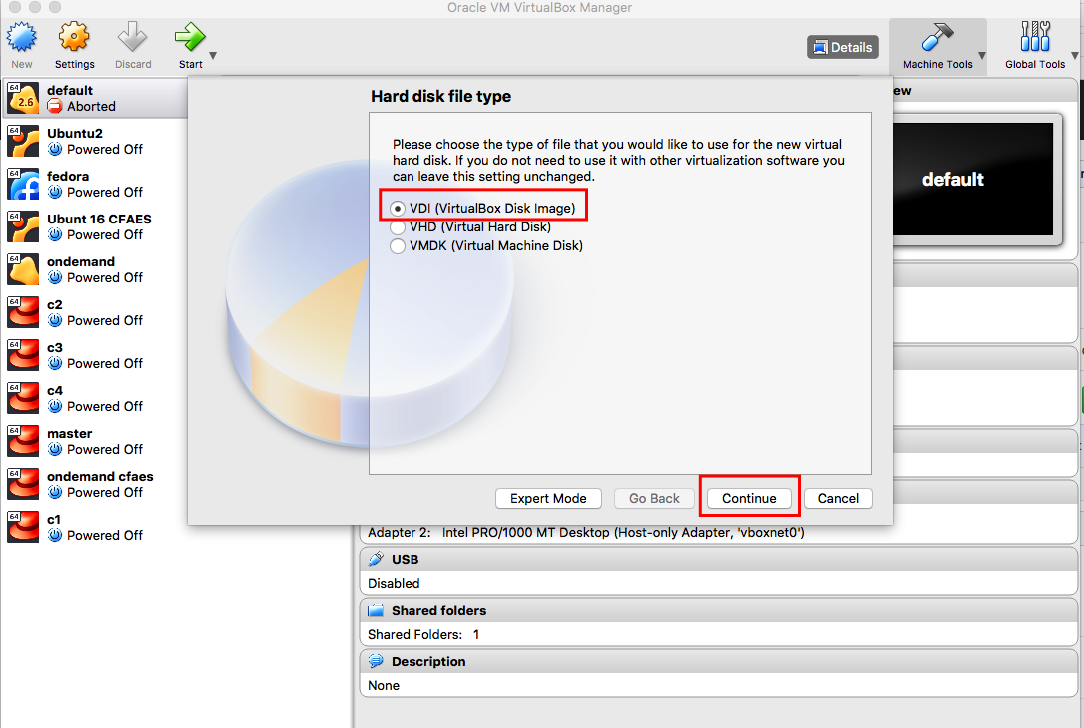 Oracle VM VirtualBox Manager
New
Settings
Discard
Start
Details
Machine Tools
Global Tools
64
2.6
default
Aborted
64
Ubuntu2
Powered Off
64
fedora
Powered Off
64
Ubunt 16 CFAES
Powered Off
64
ondemand
Powered Off
64
c2
Powered Off
64
c3
Powered Off
64
c4
Powered Off
64
master
Powered Off
64
ondemand cfaes
Powered Off
64
c1
Powered Off
Hard disk file type
Please choose the type of file that you would like to use for the new virtual
hard disk. If you do not need to use it with other virtualization software you
can leave this setting unchanged.
VDI (VirtualBox Disk Image)
VHD (Virtual Hard Disk)
VMDK (Virtual Machine Disk)
Expert Mode
Go Back
Continue
Cancel
ew
default
Adapter 2: Intel PRO/1000 MT Desktop (Host-only Adapter, 'vboxnet0')
USB
Disabled
Shared folders
Shared Folders: 1
Description
None